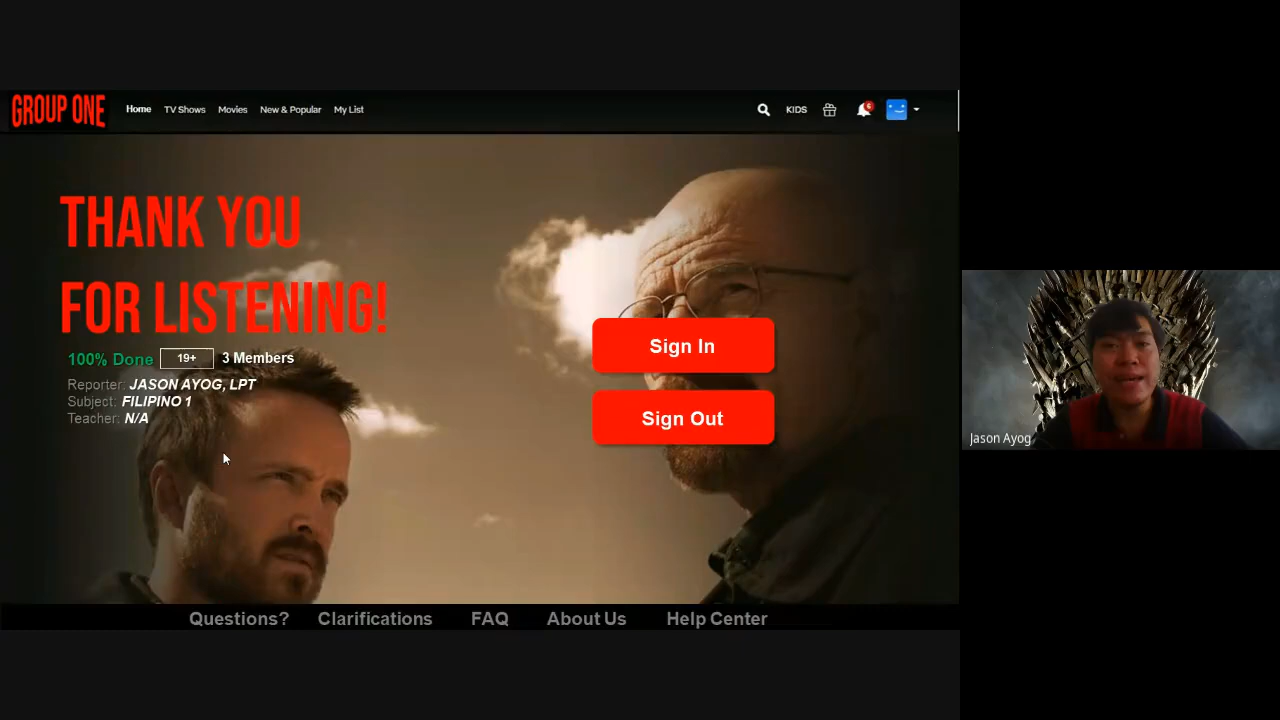 GROUP ONE
Home TV Shows Movies New & Popular My List
KIDS
6
THANK YOU
FOR LISTENING!
100% Done 19+ 3 Members
Reporter: JASON AYOG, LPT
Subject: FILIPINO 1
Teacher: N/A
Sign In
Sign Out
Questions? Clarifications FAQ About Us Help Center
Jason Ayog